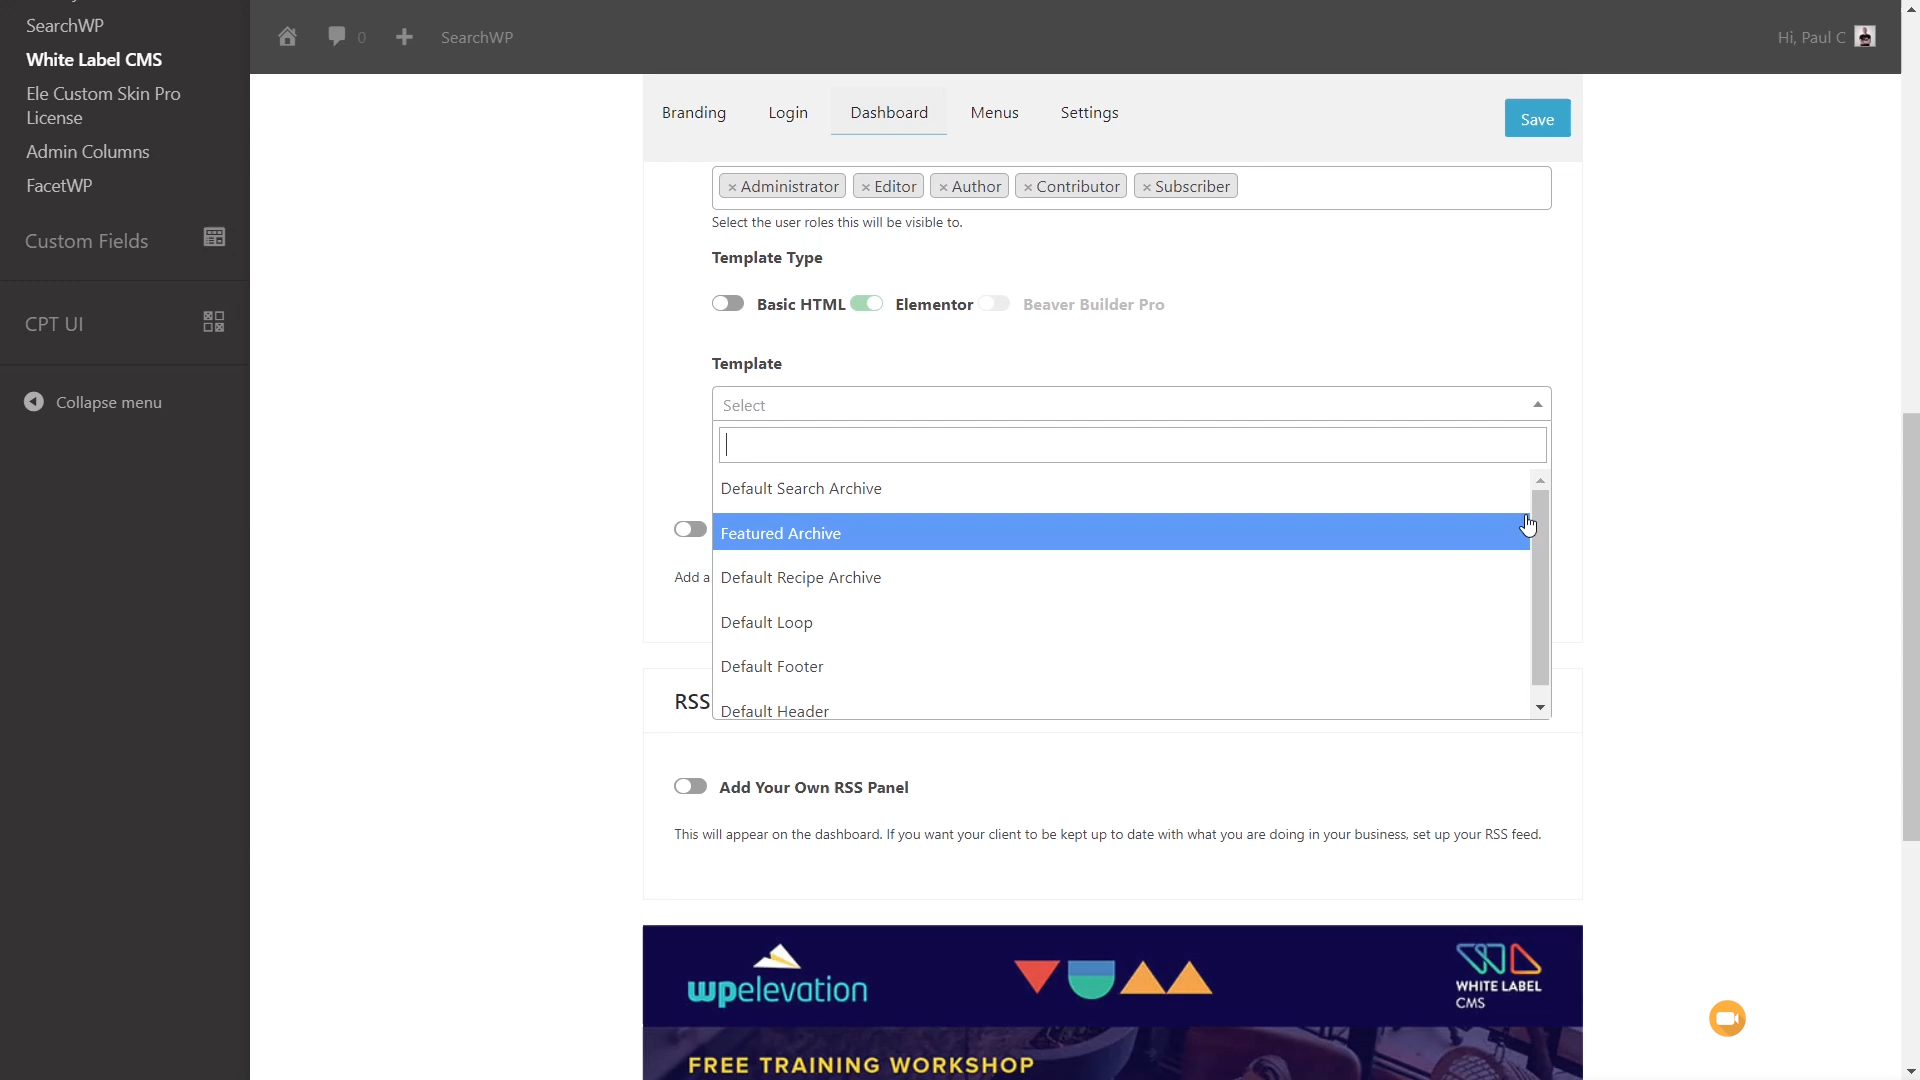 SearchWP
White Label CMS
Ele Custom Skin Pro
License
Admin Columns
FacetWP
Custom Fields
CPT UI
Collapse menu
0
SearchWP
Hi, Paul C
Branding
Login
Dashboard
Menus
Settings
Save
× Administrator
× Editor
× Author
× Contributor
× Subscriber
Select the user roles this will be visible to.
Template Type
Basic HTML
Elementor
Beaver Builder Pro
Template
Select
Default Search Archive
Featured Archive
Add a
Default Recipe Archive
Default Loop
Default Footer
RSS
Default Header
Add Your Own RSS Panel
This will appear on the dashboard. If you want your client to be kept up to date with what you are doing in your business, set up your RSS feed.
wpelevation
WHITE LABEL
CMS
FREE TRAINING WORKSHOP